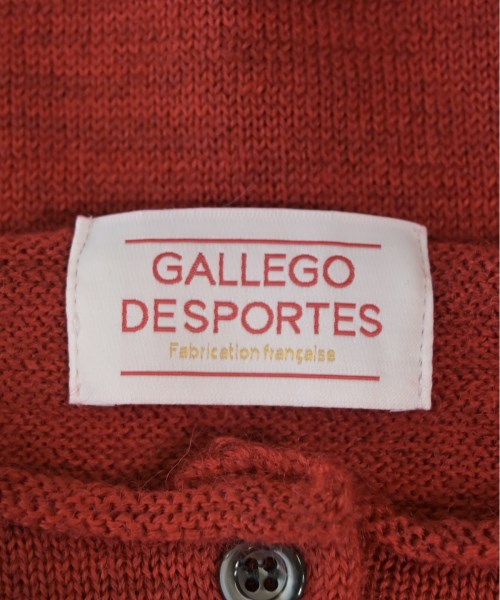 GALLEGO
DESPORTES
Fabrication française